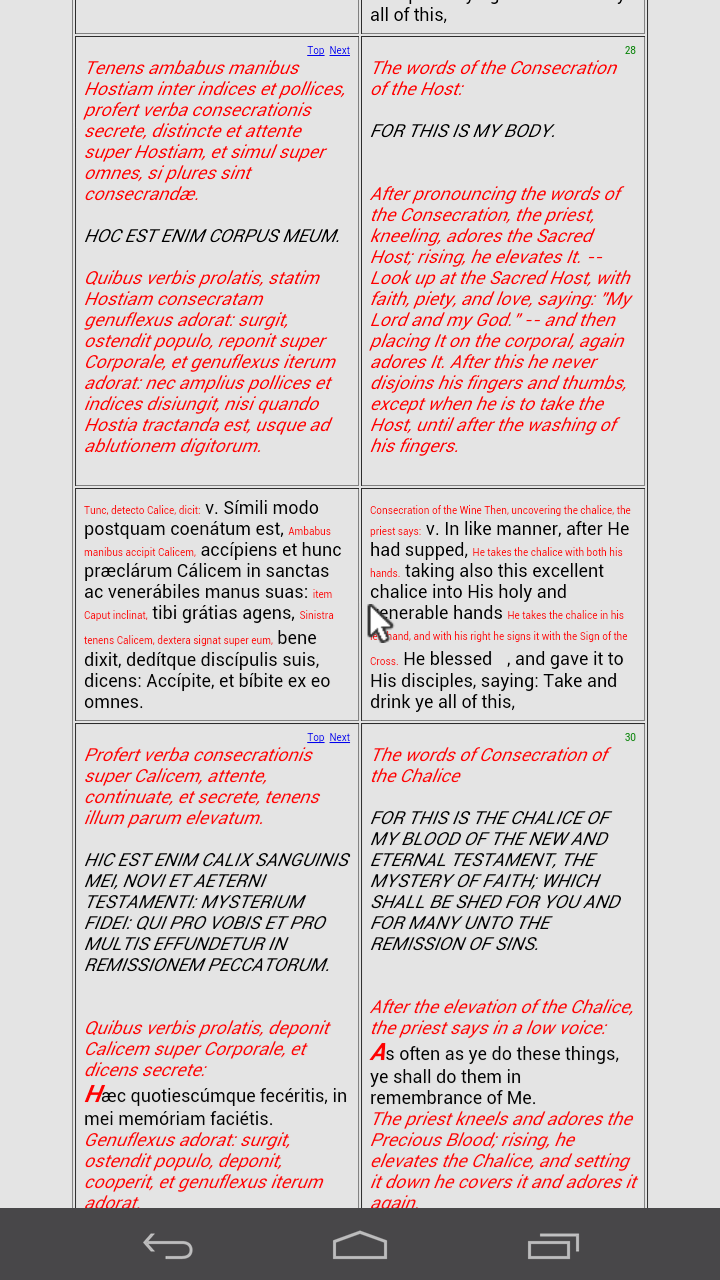 all of this,
Top Next
Tenens ambabus manibus
Hostiam inter indices et pollices,
profert verba consecrationis
secrete, distincte et attente
super Hostiam, et simul super
omnes, si plures sint
consecrandæ.
HOC EST ENIM CORPUS MEUM.
Quibus verbis prolatis, statim
Hostiam consecratam
genuflexus adorat: surgit,
ostendit populo, reponit super
Corporale, et genuflexus iterum
adorat: nec amplius pollices et
indices disiungit, nisi quando
Hostia tractanda est, usque ad
ablutionem digitorum.
28
The words of the Consecration
of the Host:
FOR THIS IS MY BODY.
After pronouncing the words of
the Consecration, the priest,
kneeling, adores the Sacred
Host; rising, he elevates It. --
Look up at the Sacred Host, with
faith, piety, and love, saying: "My
Lord and my God." -- and then
placing It on the corporal, again
adores It. After this he never
disjoins his fingers and thumbs,
except when he is to take the
Host, until after the washing of
his fingers.
Tunc, detecto Calice, dicit: v. Símili modo
postquam coenátum est, Ambabus
manibus accipit Calicem, accípiens et hunc
præclárum Cálicem in sanctas
ac venerábiles manus suas: item
Caput inclinat, tibi grátias agens, Sinistra
tenens Calicem, dextera signat super eum, bene
dixit, dedítque discípulis suis,
dicens: Accípite, et bíbite ex eo
omnes.
Consecration of the Wine Then, uncovering the chalice, the
priest says: v. In like manner, after He
had supped, He takes the chalice with both his
hands. taking also this excellent
chalice into His holy and
venerable hands He takes the chalice in his
hand, and with his right he signs it with the Sign of the
Cross. He blessed , and gave it to
His disciples, saying: Take and
drink ye all of this,
Top Next
Profert verba consecrationis
super Calicem, attente,
continuate, et secrete, tenens
illum parum elevatum.
HIC EST ENIM CALIX SANGUINIS
MEI, NOVI ET AETERNI
TESTAMENTI: MYSTERIUM
FIDEI: QUI PRO VOBIS ET PRO
MULTIS EFFUNDETUR IN
REMISSIONEM PECCATORUM.
Quibus verbis prolatis, deponit
Calicem super Corporale, et
dicens secrete:
Hæc quotiescúmque fecéritis, in
mei memóriam faciétis.
Genuflexus adorat: surgit,
ostendit populo, deponit,
cooperit, et genuflexus iterum
adorat.
30
The words of Consecration of
the Chalice
FOR THIS IS THE CHALICE OF
MY BLOOD OF THE NEW AND
ETERNAL TESTAMENT, THE
MYSTERY OF FAITH; WHICH
SHALL BE SHED FOR YOU AND
FOR MANY UNTO THE
REMISSION OF SINS.
After the elevation of the Chalice,
the priest says in a low voice:
As often as ye do these things,
ye shall do them in
remembrance of Me.
The priest kneels and adores the
Precious Blood; rising, he
elevates the Chalice, and setting
it down he covers it and adores it
again.